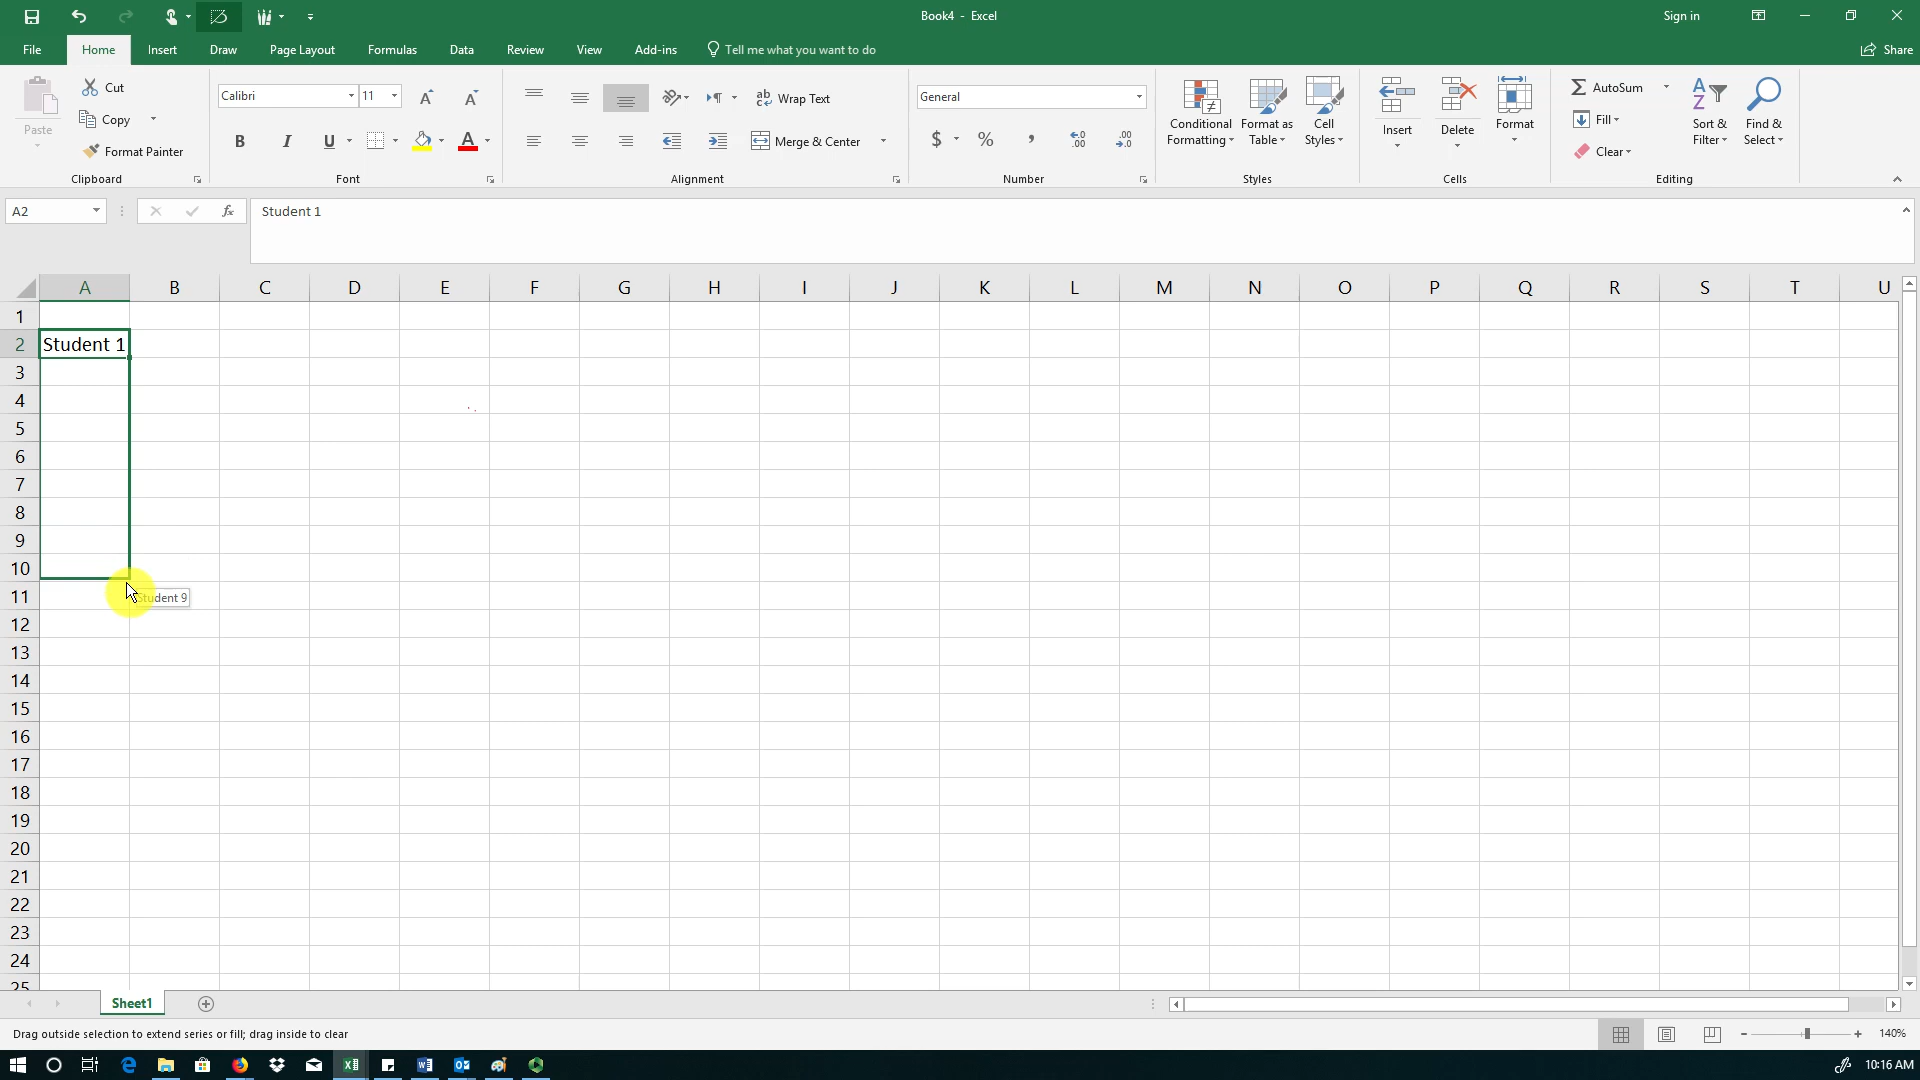 Book4 - Excel
Sign in
File Home Insert Draw Page Layout Formulas Data Review View Add-ins Tell me what you want to do Share
Paste
Cut
Copy
Format Painter
Clipboard
Calibri 11
B I U A
Font
Wrap Text
Merge & Center
Alignment
General
$ % ,
Number
Conditional Formatting
Format as Table
Cell Styles
Styles
Insert
Delete
Format
Cells
AutoSum
Fill
Clear
Sort & Filter
Find & Select
Editing
A2 fx Student 1
A B C D E F G H I J K L M N O P Q R S T U
1
2 Student 1
3
4
5
6
7
8
9
10
11 Student 9
12
13
14
15
16
17
18
19
20
21
22
23
24
25
Sheet1
Drag outside selection to extend series or fill; drag inside to clear
140%
10:16 AM